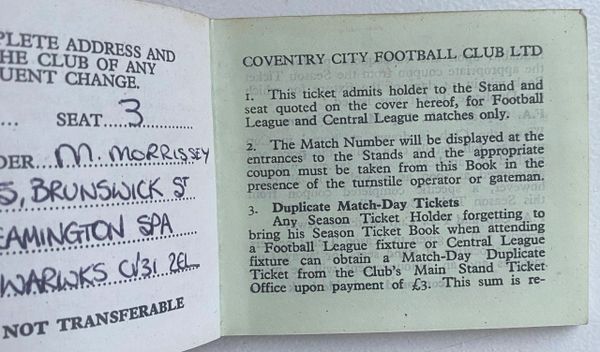 PLETE ADDRESS AND
THE CLUB OF ANY
QUENT CHANGE.
.... SEAT 3
DER M. MORRISSEY
5, BRUNSWICK ST
EAMINGTON SPA
WARWKS CV31 2EL
NOT TRANSFERABLE
COVENTRY CITY FOOTBALL CLUB LTD
1. This ticket admits holder to the Stand and
seat quoted on the cover hereof, for Football
League and Central League matches only.
2. The Match Number will be displayed at the
entrances to the Stands and the appropriate
coupon must be taken from this Book in the
presence of the turnstile operator or gateman.
3. Duplicate Match-Day Tickets
Any Season Ticket Holder forgetting to
bring his Season Ticket Book when attending
a Football League fixture or Central League
fixture can obtain a Match-Day Duplicate
Ticket from the Club's Main Stand Ticket
Office upon payment of £3. This sum is re-